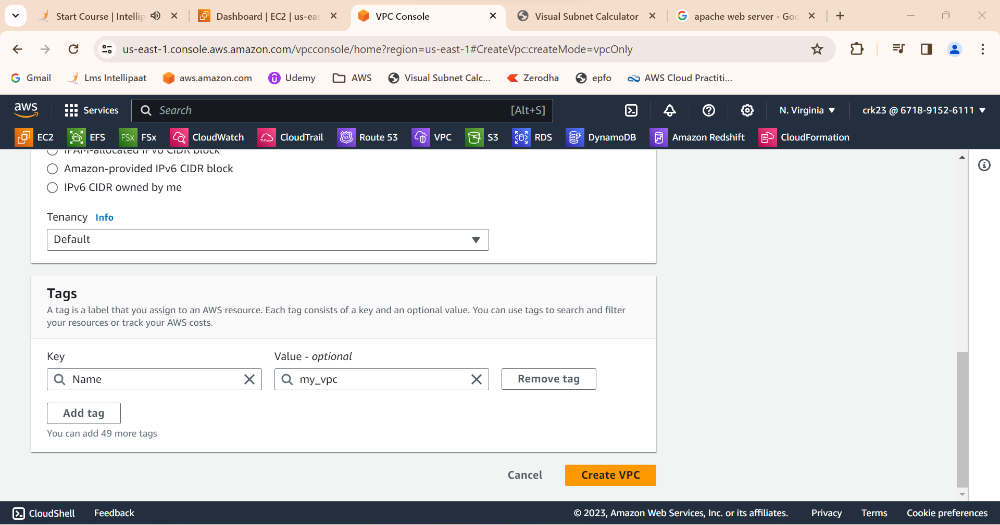 Start Course | Intellip
Dashboard | EC2 | us-eas
VPC Console
Visual Subnet Calculator
apache web server - Goo
us-east-1.console.aws.amazon.com/vpcconsole/home?region=us-east-1#CreateVpc:createMode=vpcOnly
Gmail
Lms Intellipaat
aws.amazon.com
Udemy
AWS
Visual Subnet Calc...
Zerodha
epfo
AWS Cloud Practiti...
aws
Services
Search
[Alt+S]
N. Virginia
crk23 @ 6718-9152-6111
EC2
EFS
FSx
FSx
CloudWatch
CloudTrail
53
Route 53
VPC
S3
RDS
DynamoDB
Amazon Redshift
CloudFormation
IPAM-allocated IPv6 CIDR block
Amazon-provided IPv6 CIDR block
IPv6 CIDR owned by me
Tenancy Info
Default
Tags
A tag is a label that you assign to an AWS resource. Each tag consists of a key and an optional value. You can use tags to search and filter
your resources or track your AWS costs.
Key
Value - optional
Name
my_vpc
Remove tag
Add tag
You can add 49 more tags
Cancel
Create VPC
CloudShell
Feedback
© 2023, Amazon Web Services, Inc. or its affiliates.
Privacy
Terms
Cookie preferences